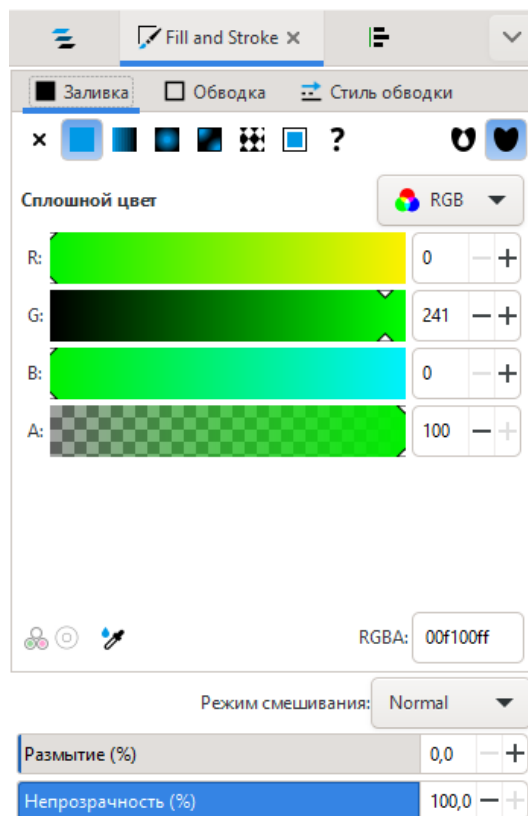 Fill and Stroke
Заливка Обводка Стиль обводки
?
Сплошной цвет RGB
R: 0
G: 241
B: 0
A: 100
RGBA: 00f100ff
Режим смешивания: Normal
Размытие (%) 0,0
Непрозрачность (%) 100,0